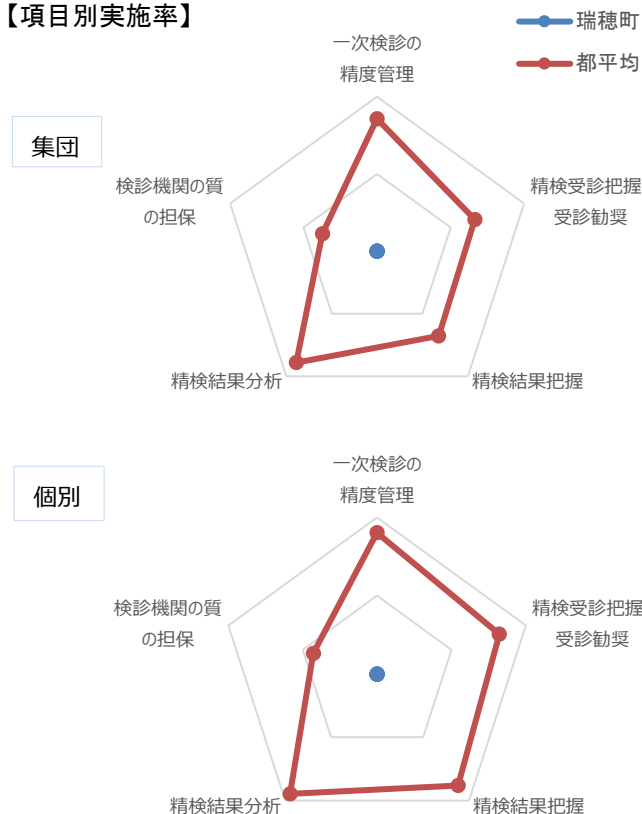 【項目別実施率】
瑞穂町
都平均
集団
一次検診の
精度管理
精検受診把握
受診勧奨
精検結果把握
精検結果分析
検診機関の質
の担保
個別
一次検診の
精度管理
精検受診把握
受診勧奨
精検結果把握
精検結果分析
検診機関の質
の担保